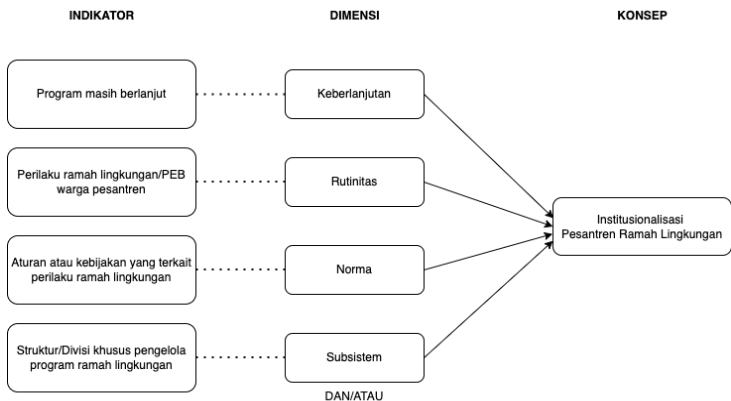 INDIKATOR
DIMENSI
KONSEP
Program masih berlanjut
Keberlanjutan
Perilaku ramah lingkungan/PEB
warga pesantren
Rutinitas
Institusionalisasi
Pesantren Ramah Lingkungan
Aturan atau kebijakan yang terkait
perilaku ramah lingkungan
Norma
Struktur/Divisi khusus pengelola
program ramah lingkungan
Subsistem
DAN/ATAU